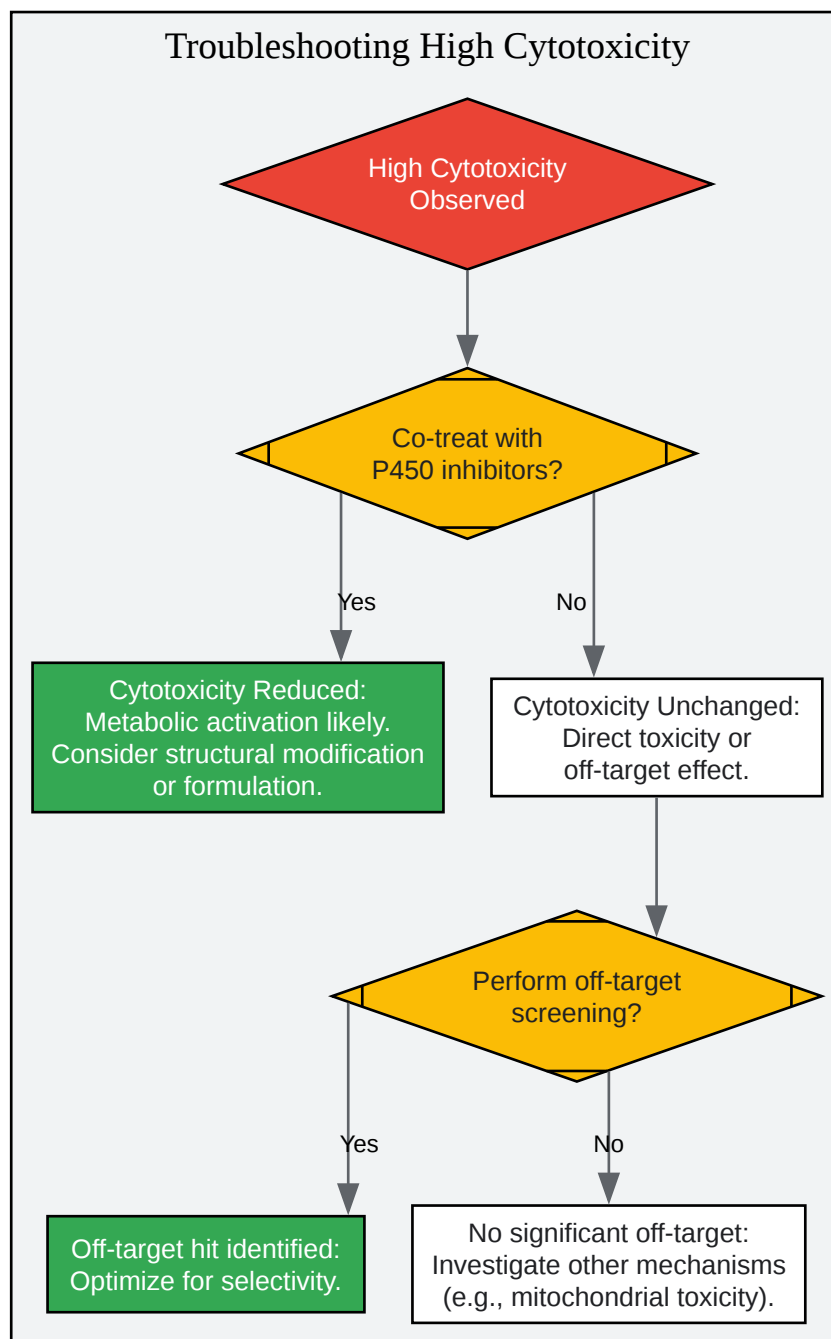 Troubleshooting High Cytotoxicity
High Cytotoxicity
Observed
Co-treat with
P450 inhibitors?
Yes
No
Cytotoxicity Reduced:
Metabolic activation likely.
Consider structural modification
or formulation.
Cytotoxicity Unchanged:
Direct toxicity or
off-target effect.
Perform off-target
screening?
Yes
No
Off-target hit identified:
Optimize for selectivity.
No significant off-target:
Investigate other mechanisms
(e.g., mitochondrial toxicity).